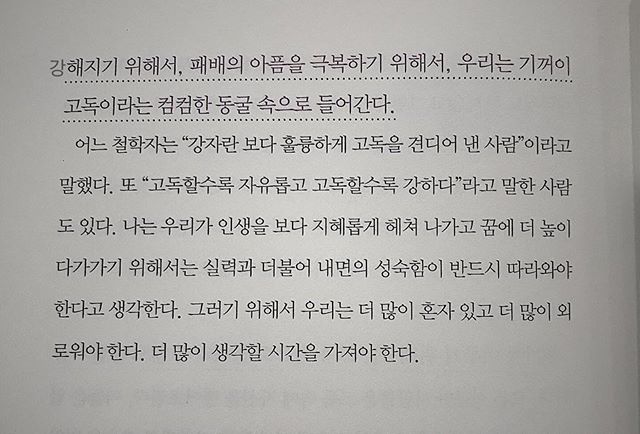 강해지기 위해서, 패배의 아픔을 극복하기 위해서, 우리는 기꺼이
고독이라는 컴컴한 동굴 속으로 들어간다.
어느 철학자는 “강자란 보다 훌륭하게 고독을 견디어 낸 사람”이라고
말했다. 또 “고독할수록 자유롭고 고독할수록 강하다”라고 말한 사람
도 있다. 나는 우리가 인생을 보다 지혜롭게 헤쳐 나가고 꿈에 더 높이
다가가기 위해서는 실력과 더불어 내면의 성숙함이 반드시 따라와야
한다고 생각한다. 그러기 위해서 우리는 더 많이 혼자 있고 더 많이 외
로워야 한다. 더 많이 생각할 시간을 가져야 한다.